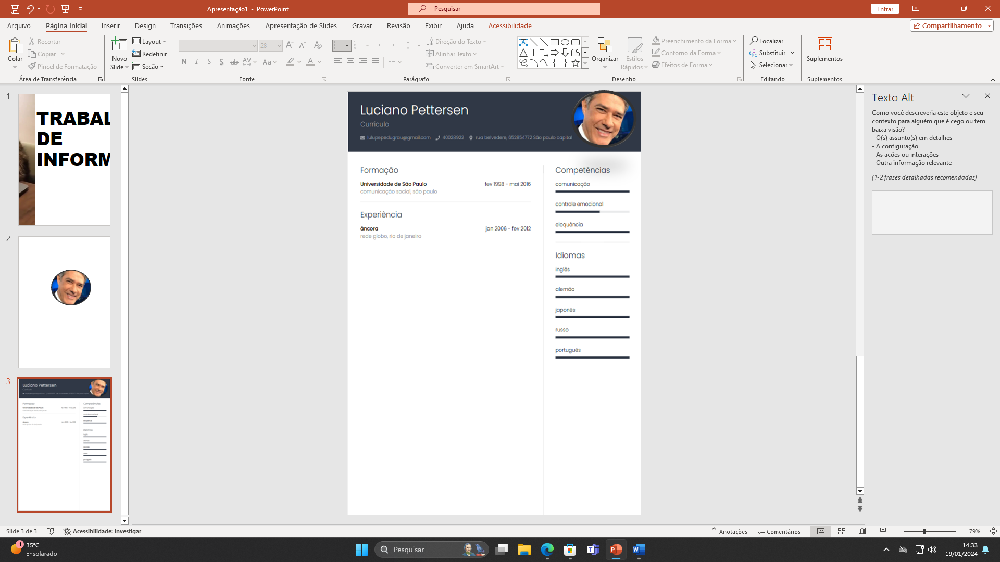 Apresentação1 - PowerPoint
Pesquisar
Entrar
Arquivo
Página Inicial
Inserir
Design
Transições
Animações
Apresentação de Slides
Gravar
Revisão
Exibir
Ajuda
Acessibilidade
Compartilhamento
Colar
Recortar
Copiar
Pincel de Formatação
Área de Transferência
Novo
Slide
Layout
Redefinir
Seção
Slides
28
Fonte
Direção do Texto
Alinhar Texto
Converter em SmartArt
Parágrafo
Organizar
Estilos
Rápidos
Preenchimento da Forma
Contorno da Forma
Efeitos de Forma
Desenho
Localizar
Substituir
Selecionar
Editando
Suplementos
Suplementos
1
TRABAL
DE
INFORM
2
3
Luciano Pettersen
Curriculo
lulupepedugrau@gmail.com 40028922 rua belvedere, 652854772 São paulo capital
Formação
Universidade de São Paulo fev 1998 - mai 2016
comunicação social, são paulo
Experiência
âncora jan 2006 - fev 2012
rede globo, rio de janeiro
Competências
comunicação
controle emocional
eloquência
Idiomas
inglês
alemão
japonês
russo
português
Texto Alt
Como você descreveria este objeto e seu
contexto para alguém que é cego ou tem
baixa visão?
- O(s) assunto(s) em detalhes
- A configuração
- As ações ou interações
- Outra informação relevante
(1-2 frases detalhadas recomendadas)
Slide 3 de 3
Acessibilidade: investigar
Anotações
Comentários
79%
1
35°C
Ensolarado
Pesquisar
14:33
19/01/2024